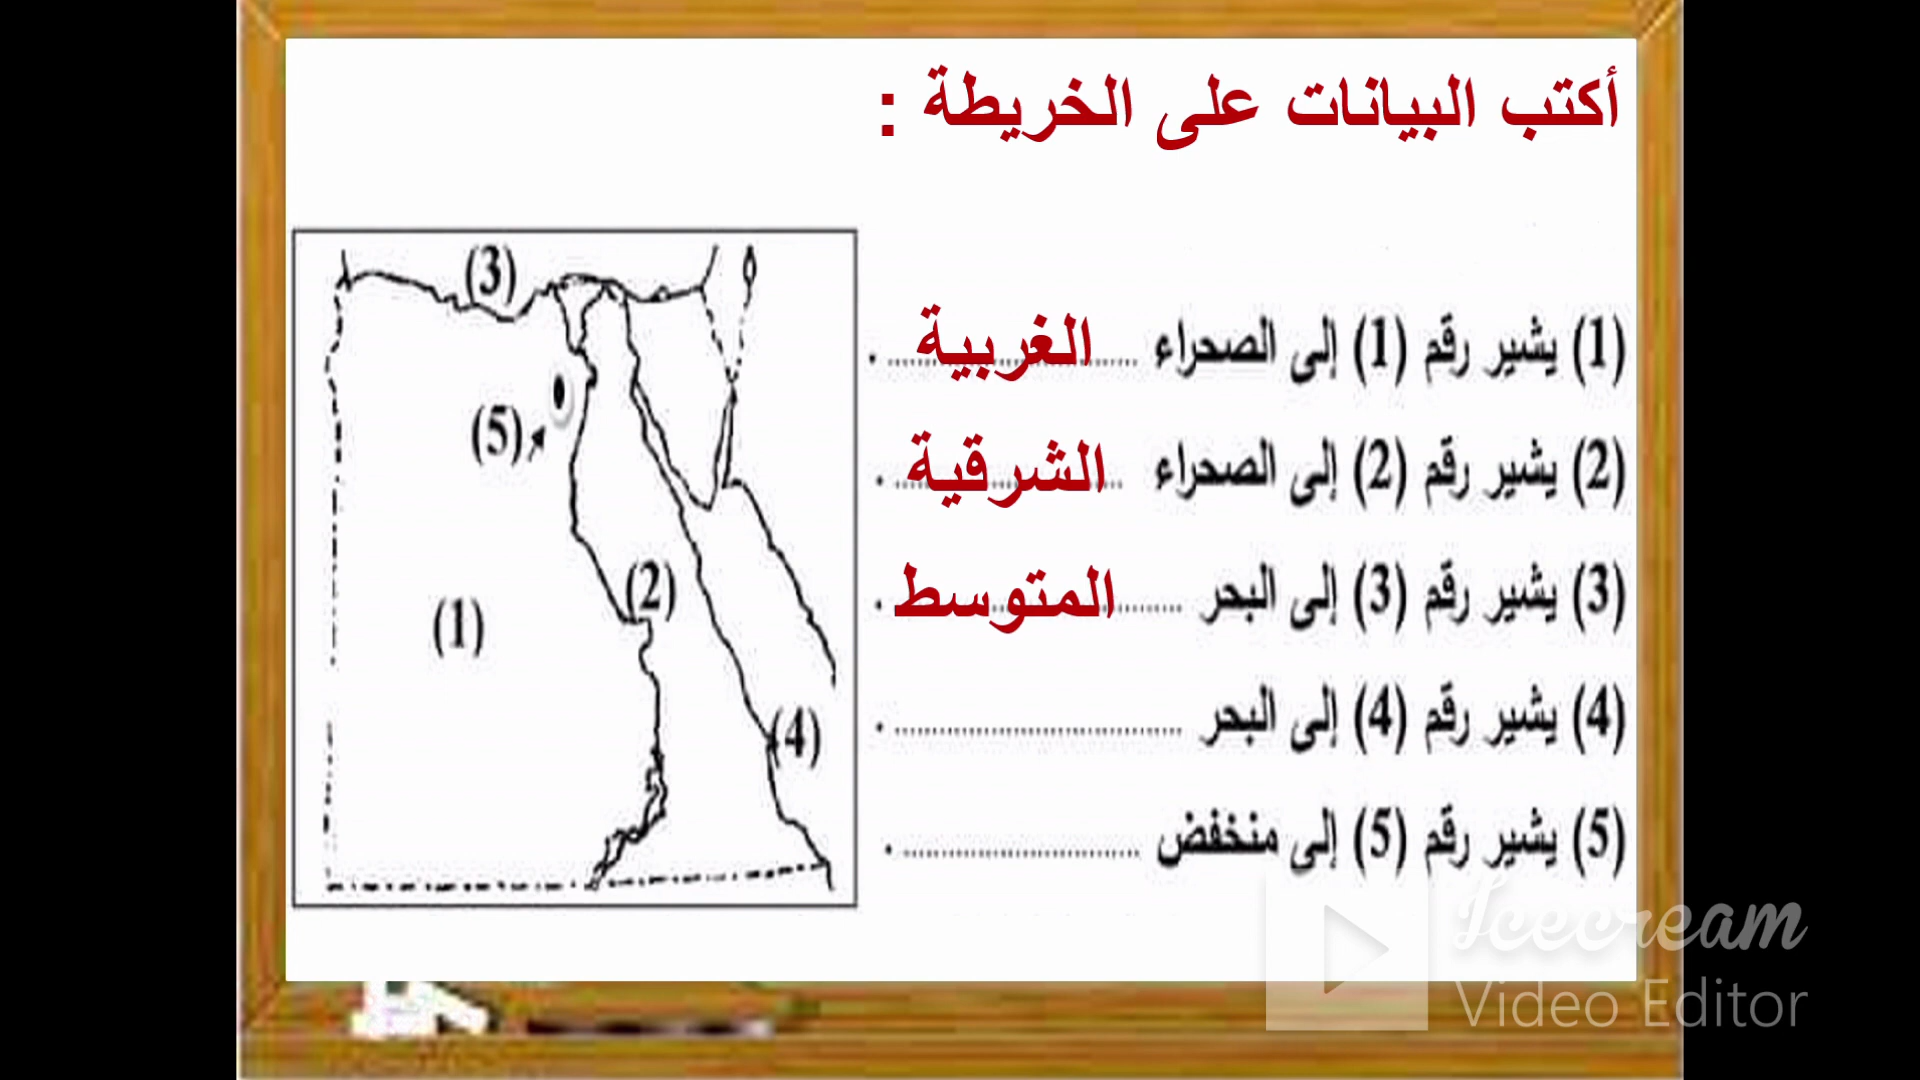 أكتب البيانات على الخريطة :
(1) يشير رقم (1) إلى الصحراء الغربية .
(2) يشير رقم (2) إلى الصحراء الشرقية .
(3) يشير رقم (3) إلى البحر المتوسط .
(4) يشير رقم (4) إلى البحر .............................. .
(5) يشير رقم (5) إلى منخفض .............................. .
(3)
(5)
(2)
(1)
(4)
Icecream
Video Editor